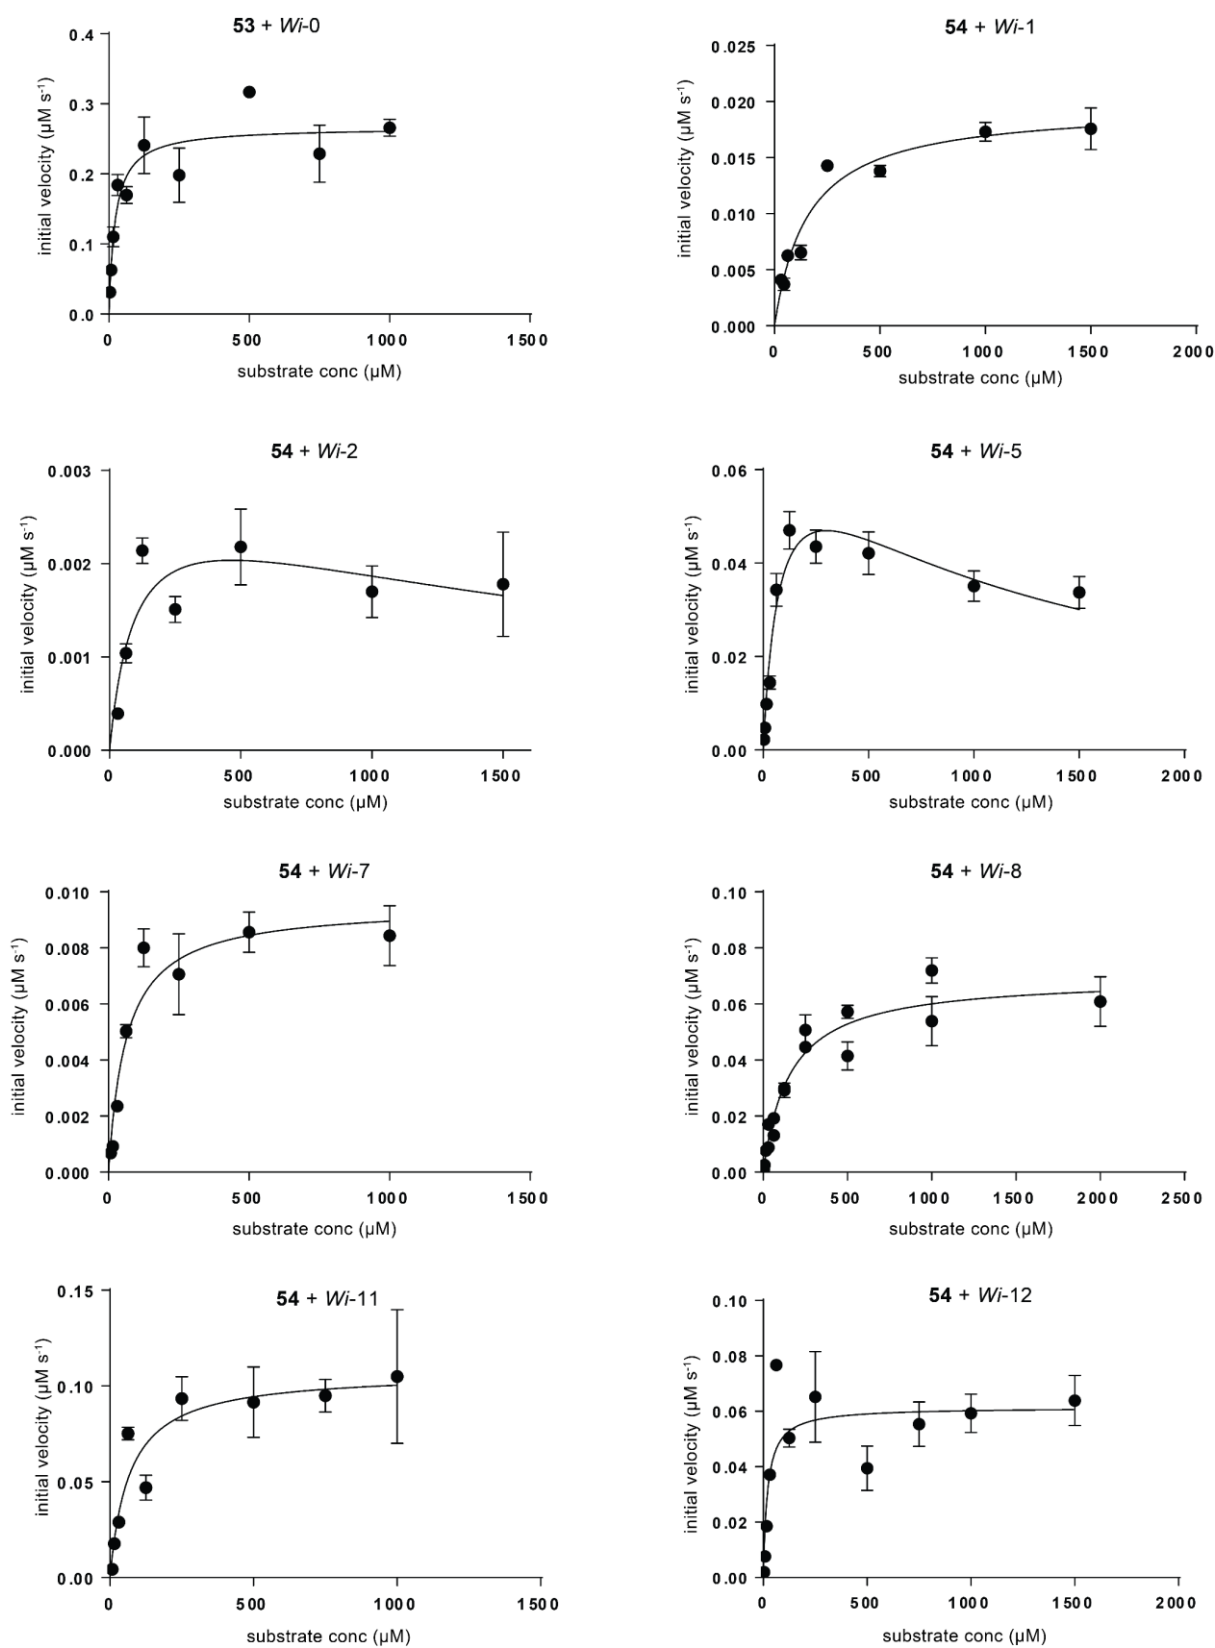 53 + Wi-0
initial velocity (µM s⁻¹)
0.4
0.3
0.2
0.1
0.0
0 500 1000 1500
substrate conc (µM)
54 + Wi-1
initial velocity (µM s⁻¹)
0.025
0.020
0.015
0.010
0.005
0.000
0 500 1000 1500 2000
substrate conc (µM)
54 + Wi-2
initial velocity (µM s⁻¹)
0.003
0.002
0.001
0.000
0 500 1000 1500
substrate conc (µM)
54 + Wi-5
initial velocity (µM s⁻¹)
0.06
0.04
0.02
0.00
0 500 1000 1500 2000
substrate conc (µM)
54 + Wi-7
initial velocity (µM s⁻¹)
0.010
0.008
0.006
0.004
0.002
0.000
0 500 1000 1500
substrate conc (µM)
54 + Wi-8
initial velocity (µM s⁻¹)
0.10
0.08
0.06
0.04
0.02
0.00
0 500 1000 1500 2000 2500
substrate conc (µM)
54 + Wi-11
initial velocity (µM s⁻¹)
0.15
0.10
0.05
0.00
0 500 1000 1500
substrate conc (µM)
54 + Wi-12
initial velocity (µM s⁻¹)
0.10
0.08
0.06
0.04
0.02
0.00
0 500 1000 1500 2000
substrate conc (µM)